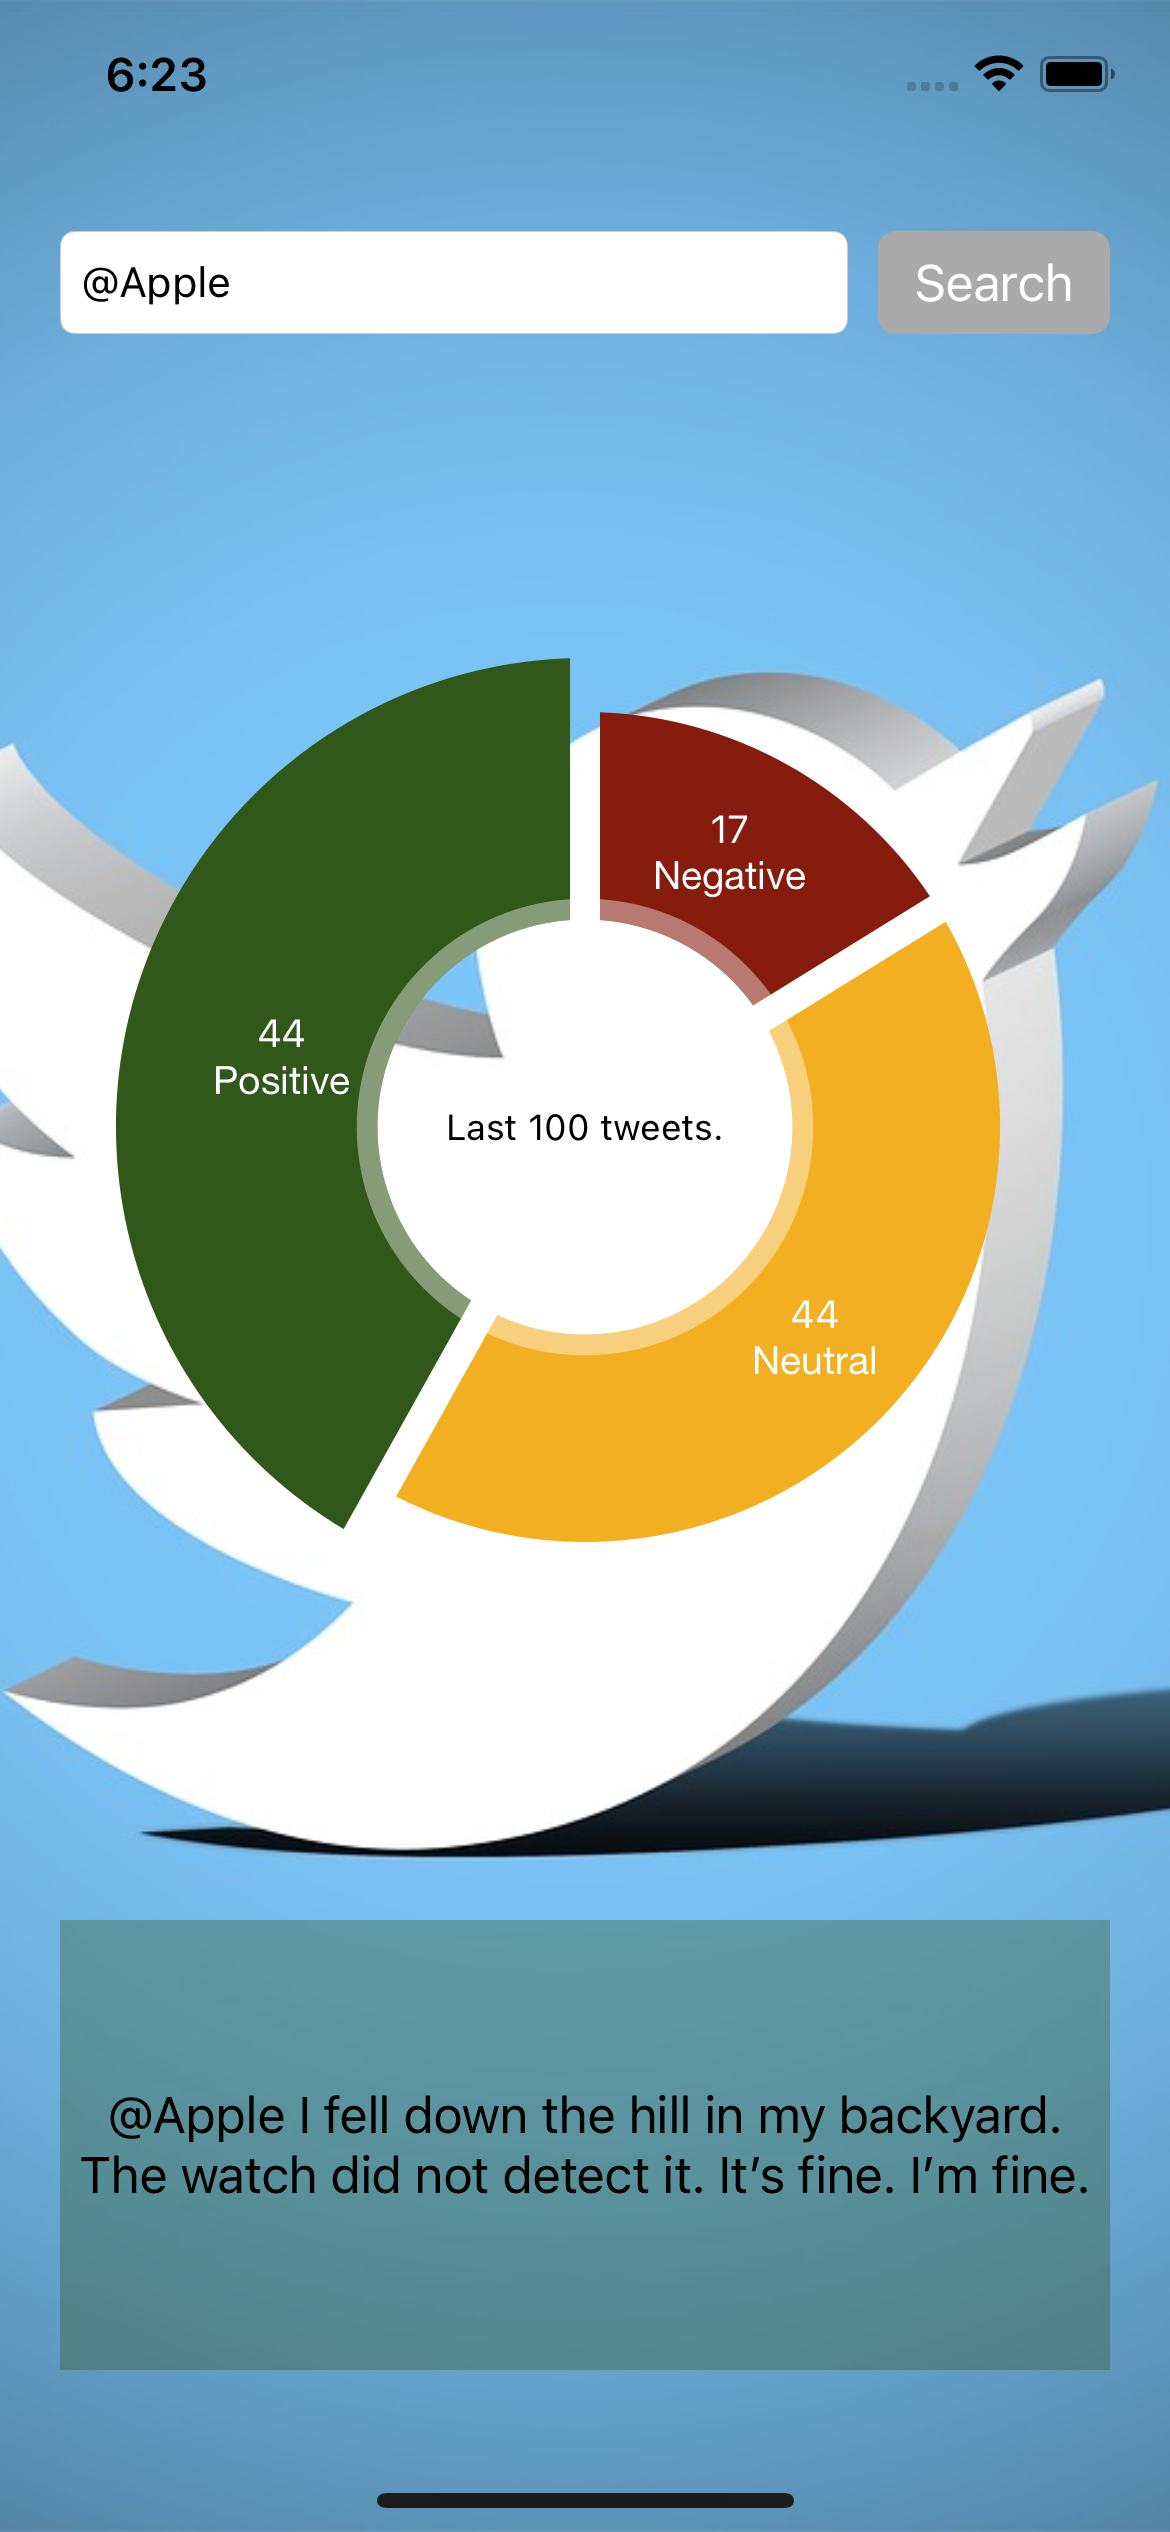 6:23
@Apple
Search
17
Negative
44
Positive
Last 100 tweets.
44
Neutral
@Apple I fell down the hill in my backyard.
The watch did not detect it. It’s fine. I’m fine.